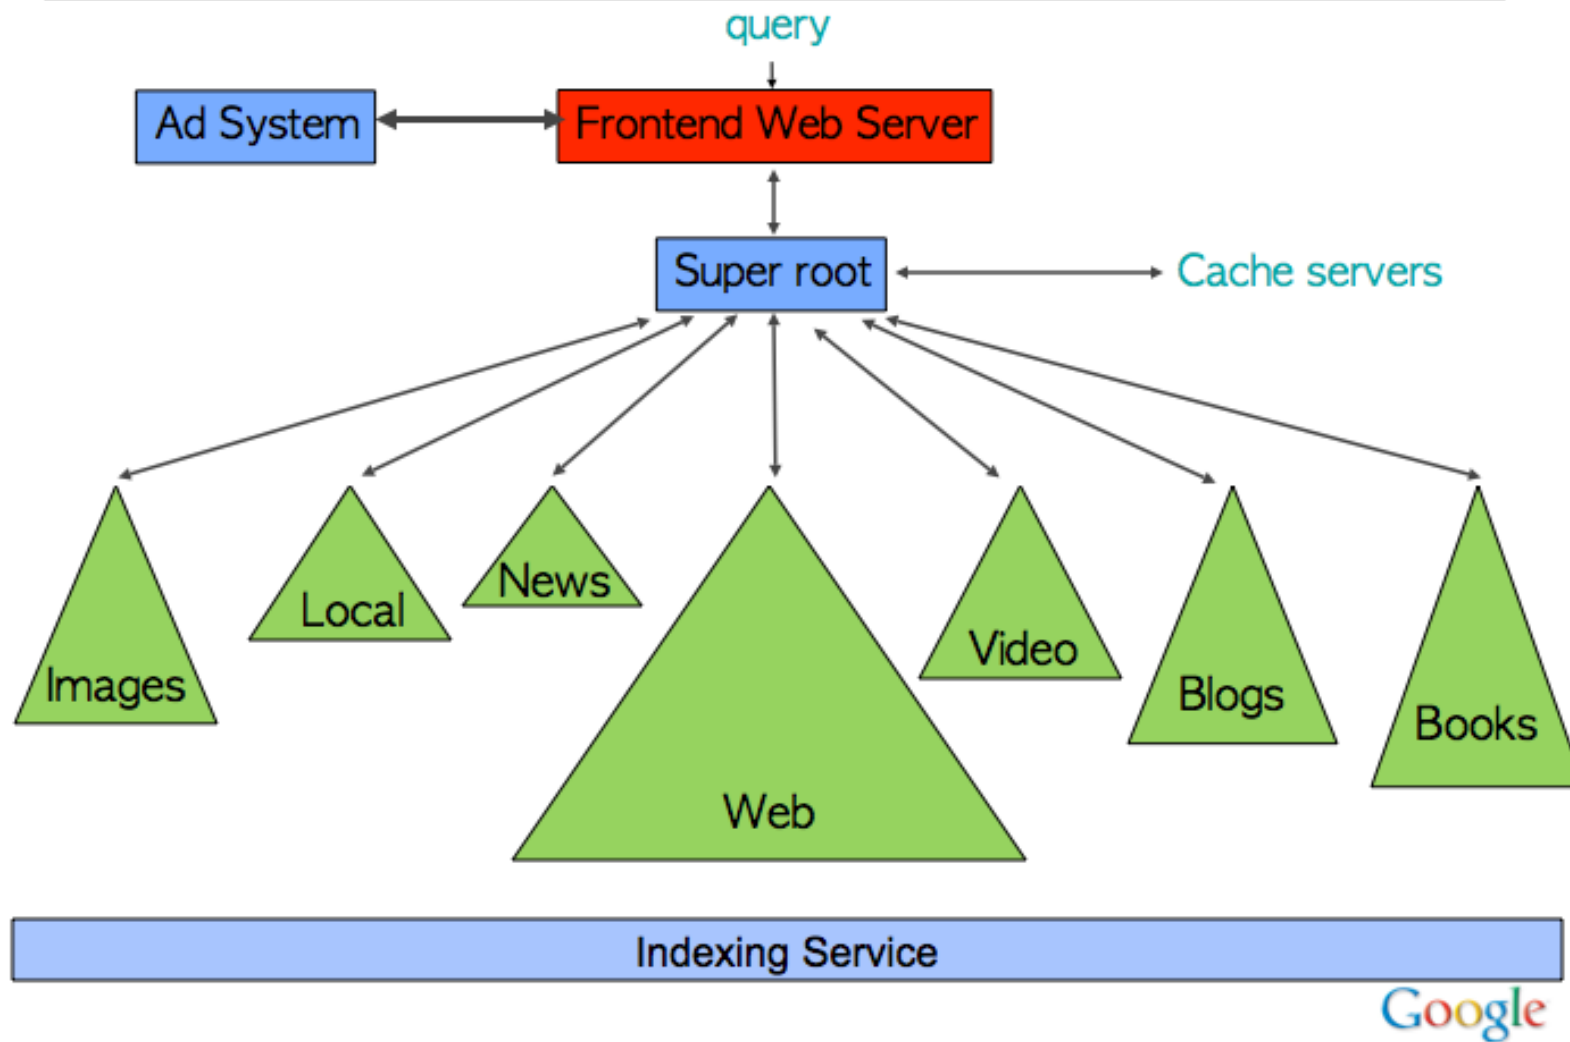 query
Ad System
Frontend Web Server
Super root
Cache servers
Images
Local
News
Web
Video
Blogs
Books
Indexing Service
Google